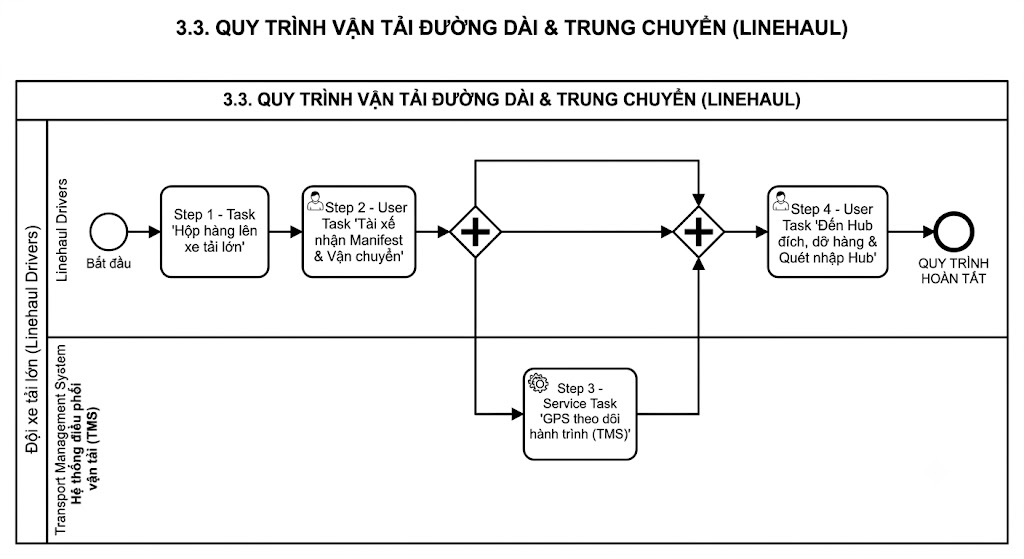 3.3. QUY TRÌNH VẬN TẢI ĐƯỜNG DÀI & TRUNG CHUYỂN (LINEHAUL)
3.3. QUY TRÌNH VẬN TẢI ĐƯỜNG DÀI & TRUNG CHUYỂN (LINEHAUL)
Đội xe tải lớn (Linehaul Drivers)
Linehaul Drivers
Bắt đầu
Step 1 - Task
'Hộp hàng lên
xe tải lớn'
Step 2 - User
Task 'Tài xế
nhận Manifest
& Vận chuyển'
Step 4 - User
Task 'Đến Hub
đích, dỡ hàng &
Quét nhập Hub'
QUY TRÌNH
HOÀN TẤT
Transport Management System
Hệ thống điều phối
vận tải (TMS)
Step 3 -
Service Task
'GPS theo dõi
hành trình (TMS)'